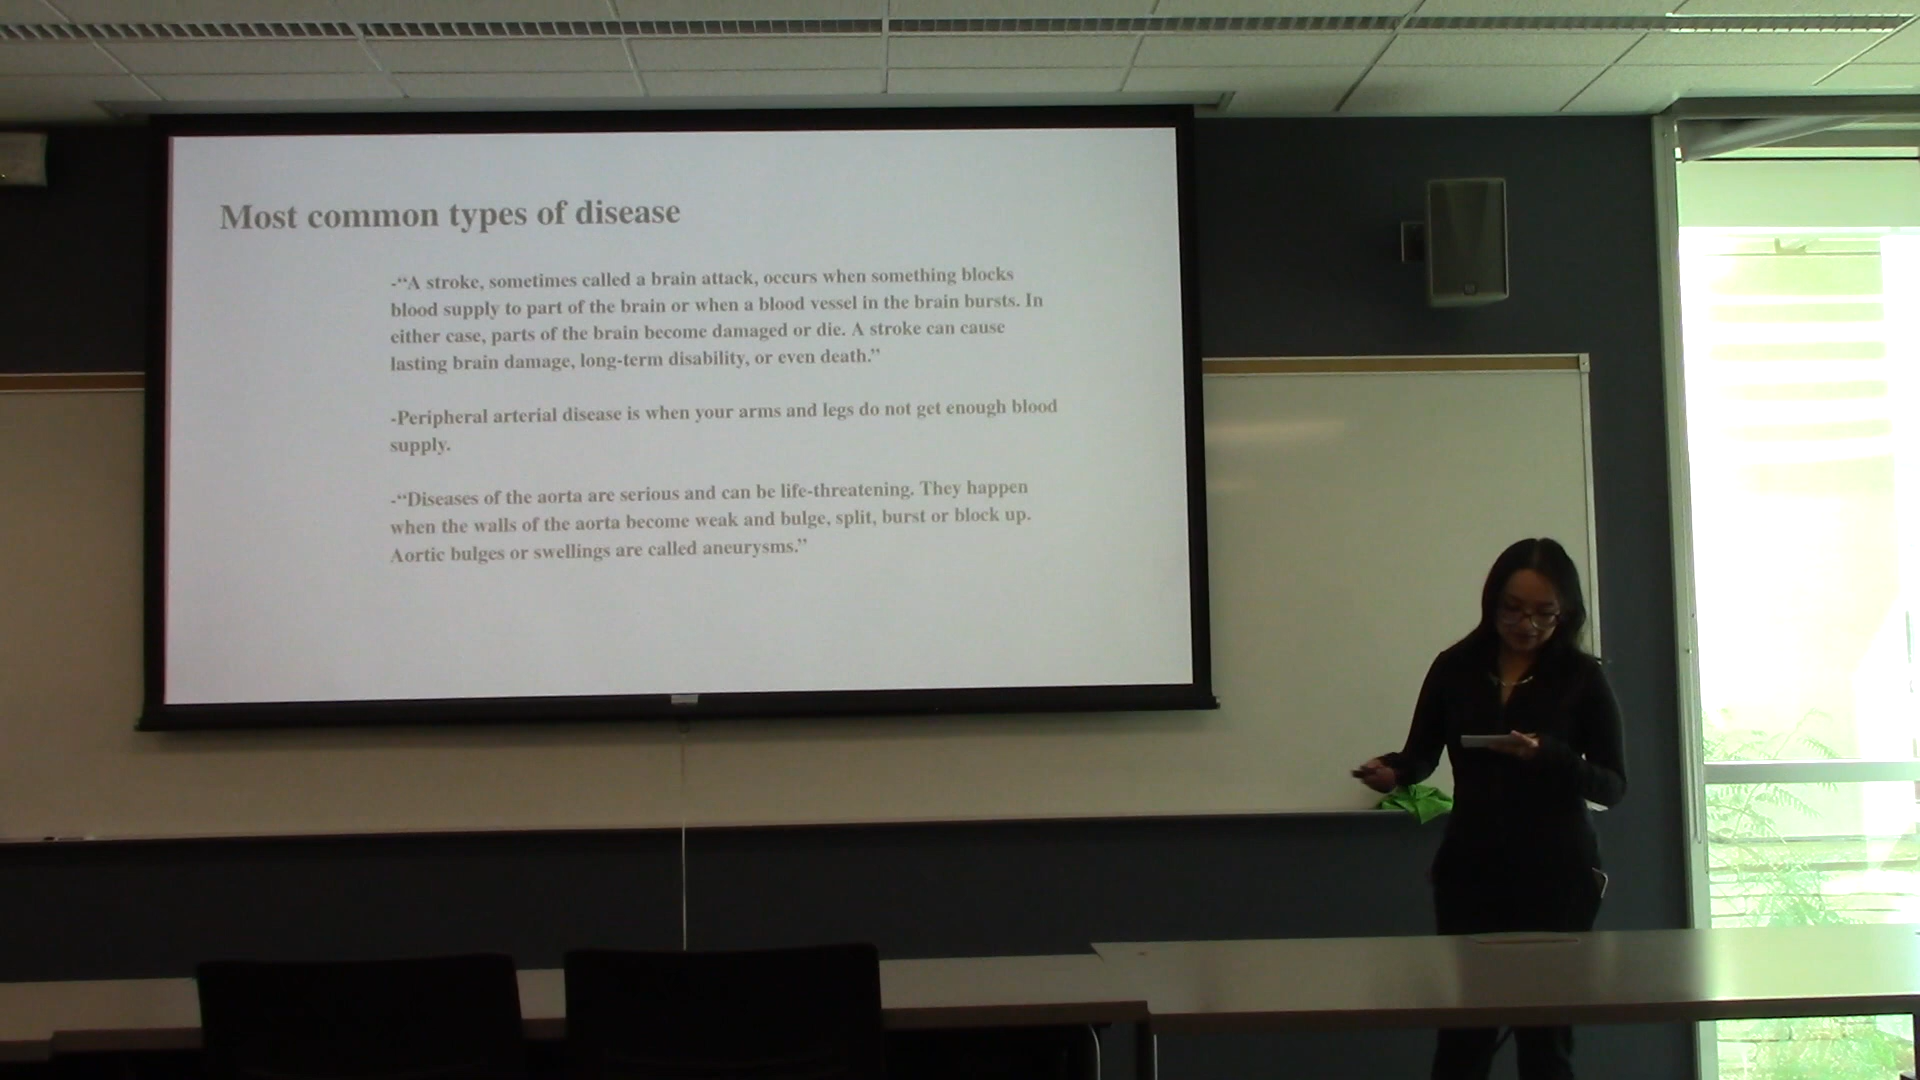 Most common types of disease
-“A stroke, sometimes called a brain attack, occurs when something blocks
blood supply to part of the brain or when a blood vessel in the brain bursts. In
either case, parts of the brain become damaged or die. A stroke can cause
lasting brain damage, long-term disability, or even death.”
-Peripheral arterial disease is when your arms and legs do not get enough blood
supply.
-“Diseases of the aorta are serious and can be life-threatening. They happen
when the walls of the aorta become weak and bulge, split, burst or block up.
Aortic bulges or swellings are called aneurysms.”